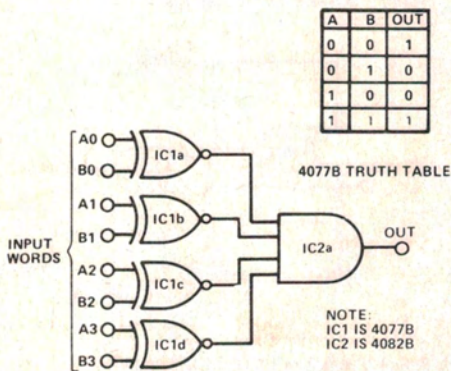 A B OUT
0 0 1
0 1 0
1 0 0
1 1 1
4077B TRUTH TABLE
INPUT
WORDS
A0
B0
IC1a
A1
B1
IC1b
A2
B2
IC1c
A3
B3
IC1d
IC2a
OUT
NOTE:
IC1 IS 4077B
IC2 IS 4082B